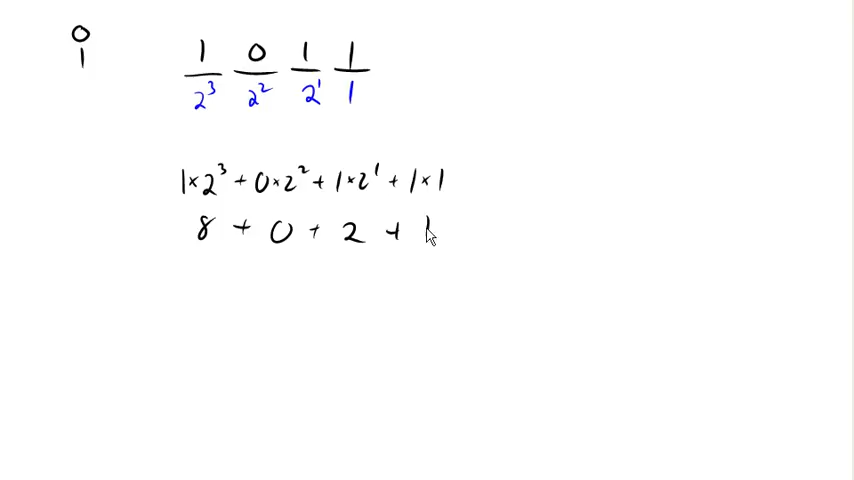 0
1
1 0 1 1
2³ 2² 2¹ 1
1×2³ + 0×2² + 1×2¹ + 1×1
8 + 0 + 2 + 1